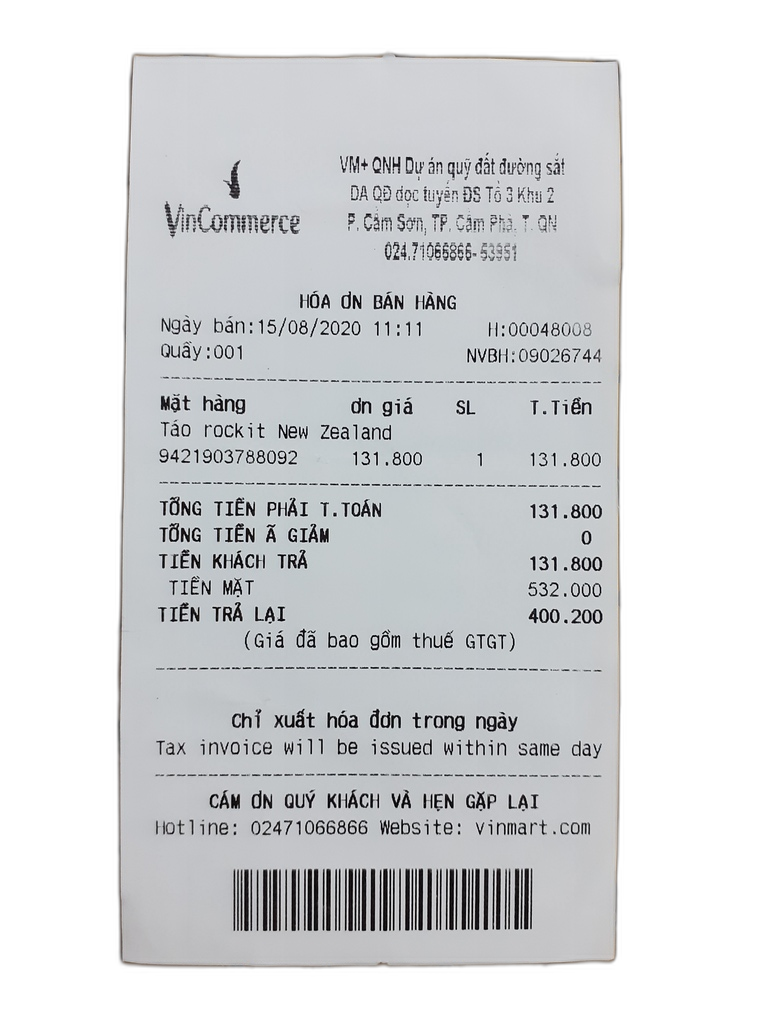 VinCommerce
VM+ QNH Dự án quỹ đất đường sắt
DA QĐ dọc tuyến ĐS Tổ 3 Khu 2
P. Cẩm Sơn, TP. Cẩm Phả, T. QN
024.71066866-53951
HÓA ƠN BÁN HÀNG
Ngày bán:15/08/2020 11:11 H:00048008
Quầy:001 NVBH:09026744
Mặt hàng ơn giá SL T.Tiền
Táo rockit New Zealand
9421903788092 131.800 1 131.800
TỔNG TIỀN PHẢI T.TOÁN 131.800
TỔNG TIỀN Ã GIẢM 0
TIỀN KHÁCH TRẢ 131.800
TIỀN MẶT 532.000
TIỀN TRẢ LẠI 400.200
(Giá đã bao gồm thuế GTGT)
Chỉ xuất hóa đơn trong ngày
Tax invoice will be issued within same day
CÁM ƠN QUÝ KHÁCH VÀ HẸN GẶP LẠI
Hotline: 02471066866 Website: vinmart.com